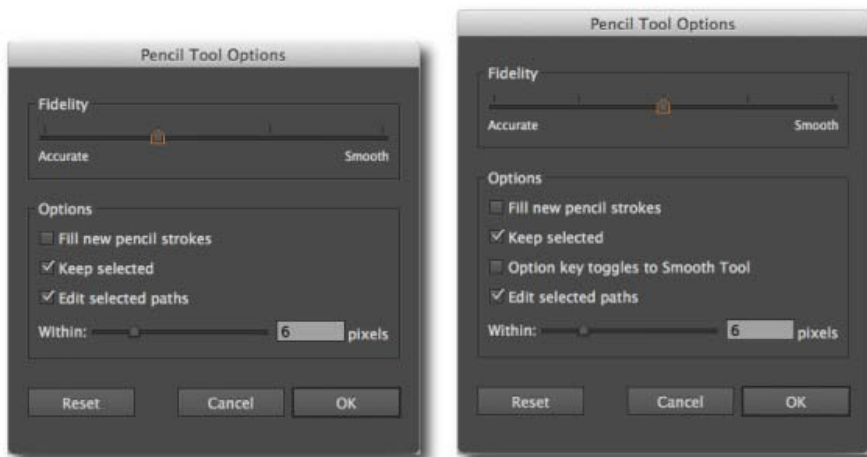 Pencil Tool Options
Fidelity
Accurate Smooth
Options
Fill new pencil strokes
Keep selected
Edit selected paths
Within: 6 pixels
Reset Cancel OK
Pencil Tool Options
Fidelity
Accurate Smooth
Options
Fill new pencil strokes
Keep selected
Option key toggles to Smooth Tool
Edit selected paths
Within: 6 pixels
Reset Cancel OK